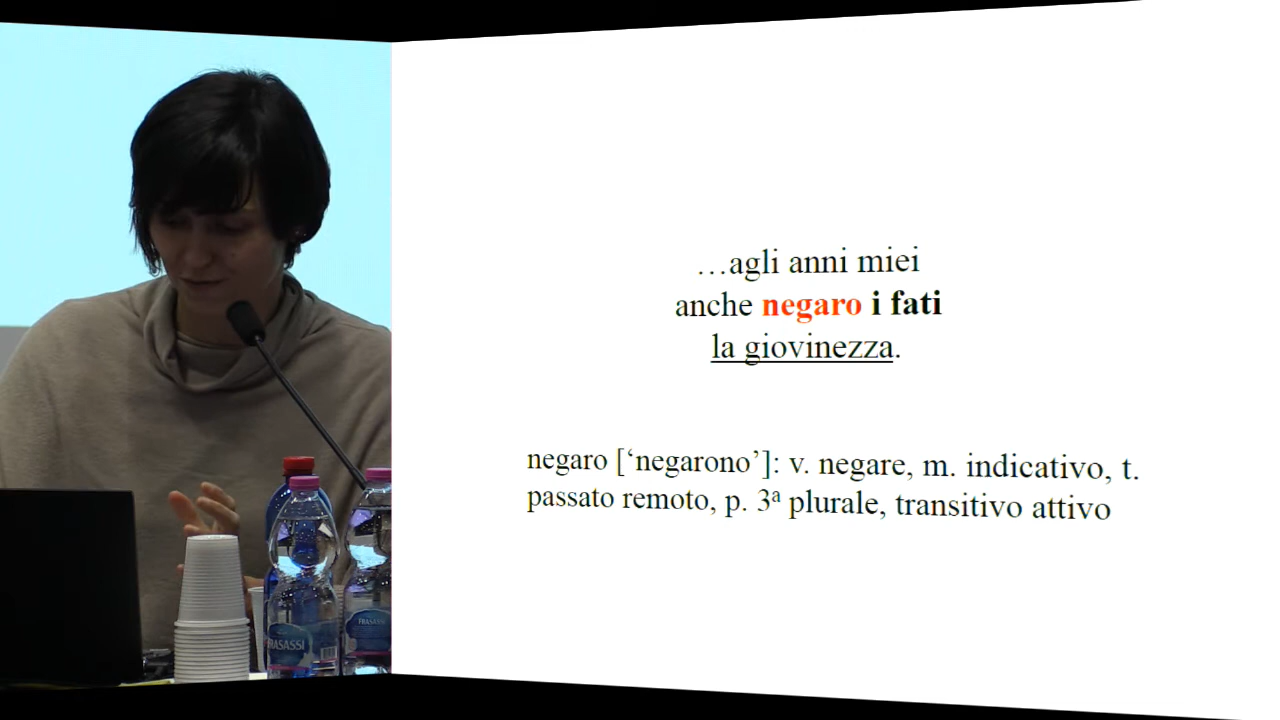 …agli anni miei
anche negaro i fati
la giovinezza.
negaro [‘negarono’]: v. negare, m. indicativo, t.
passato remoto, p. 3ª plurale, transitivo attivo
FRASASSI
FRASASSI